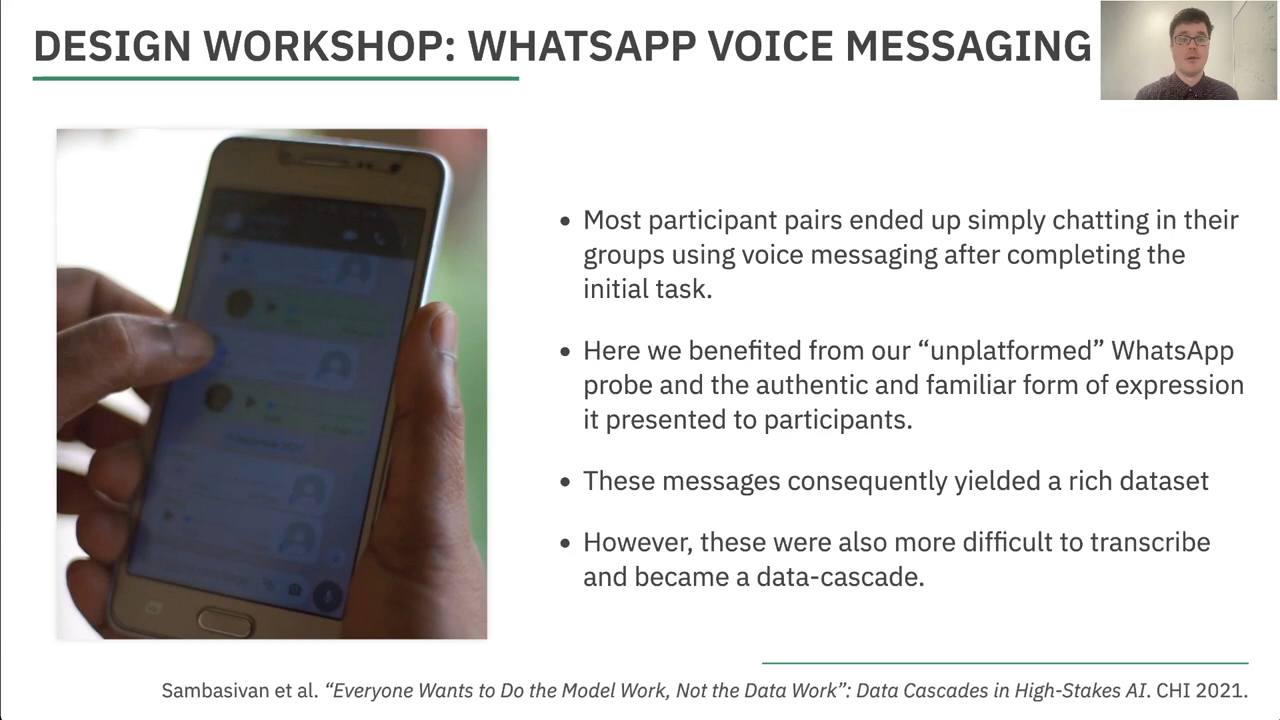 DESIGN WORKSHOP: WHATSAPP VOICE MESSAGING
• Most participant pairs ended up simply chatting in their
groups using voice messaging after completing the
initial task.
• Here we benefited from our “unplatformed” WhatsApp
probe and the authentic and familiar form of expression
it presented to participants.
• These messages consequently yielded a rich dataset
• However, these were also more difficult to transcribe
and became a data-cascade.
Sambasivan et al. “Everyone Wants to Do the Model Work, Not the Data Work”: Data Cascades in High-Stakes AI. CHI 2021.